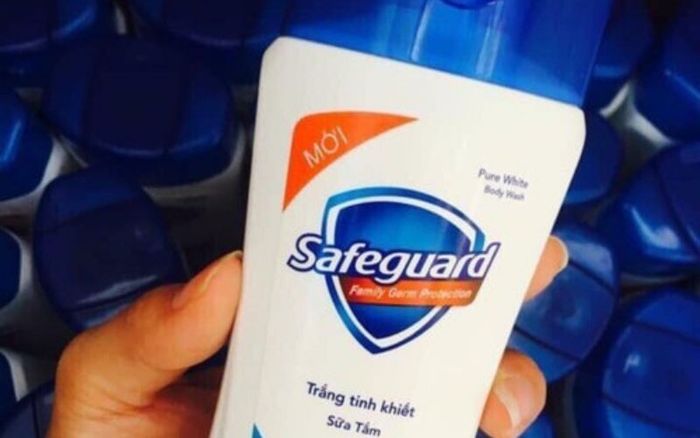 MỚI
Pure White
Body Wash
Safeguard
Family Germ Protection
Trắng tinh khiết
Sữa Tắm